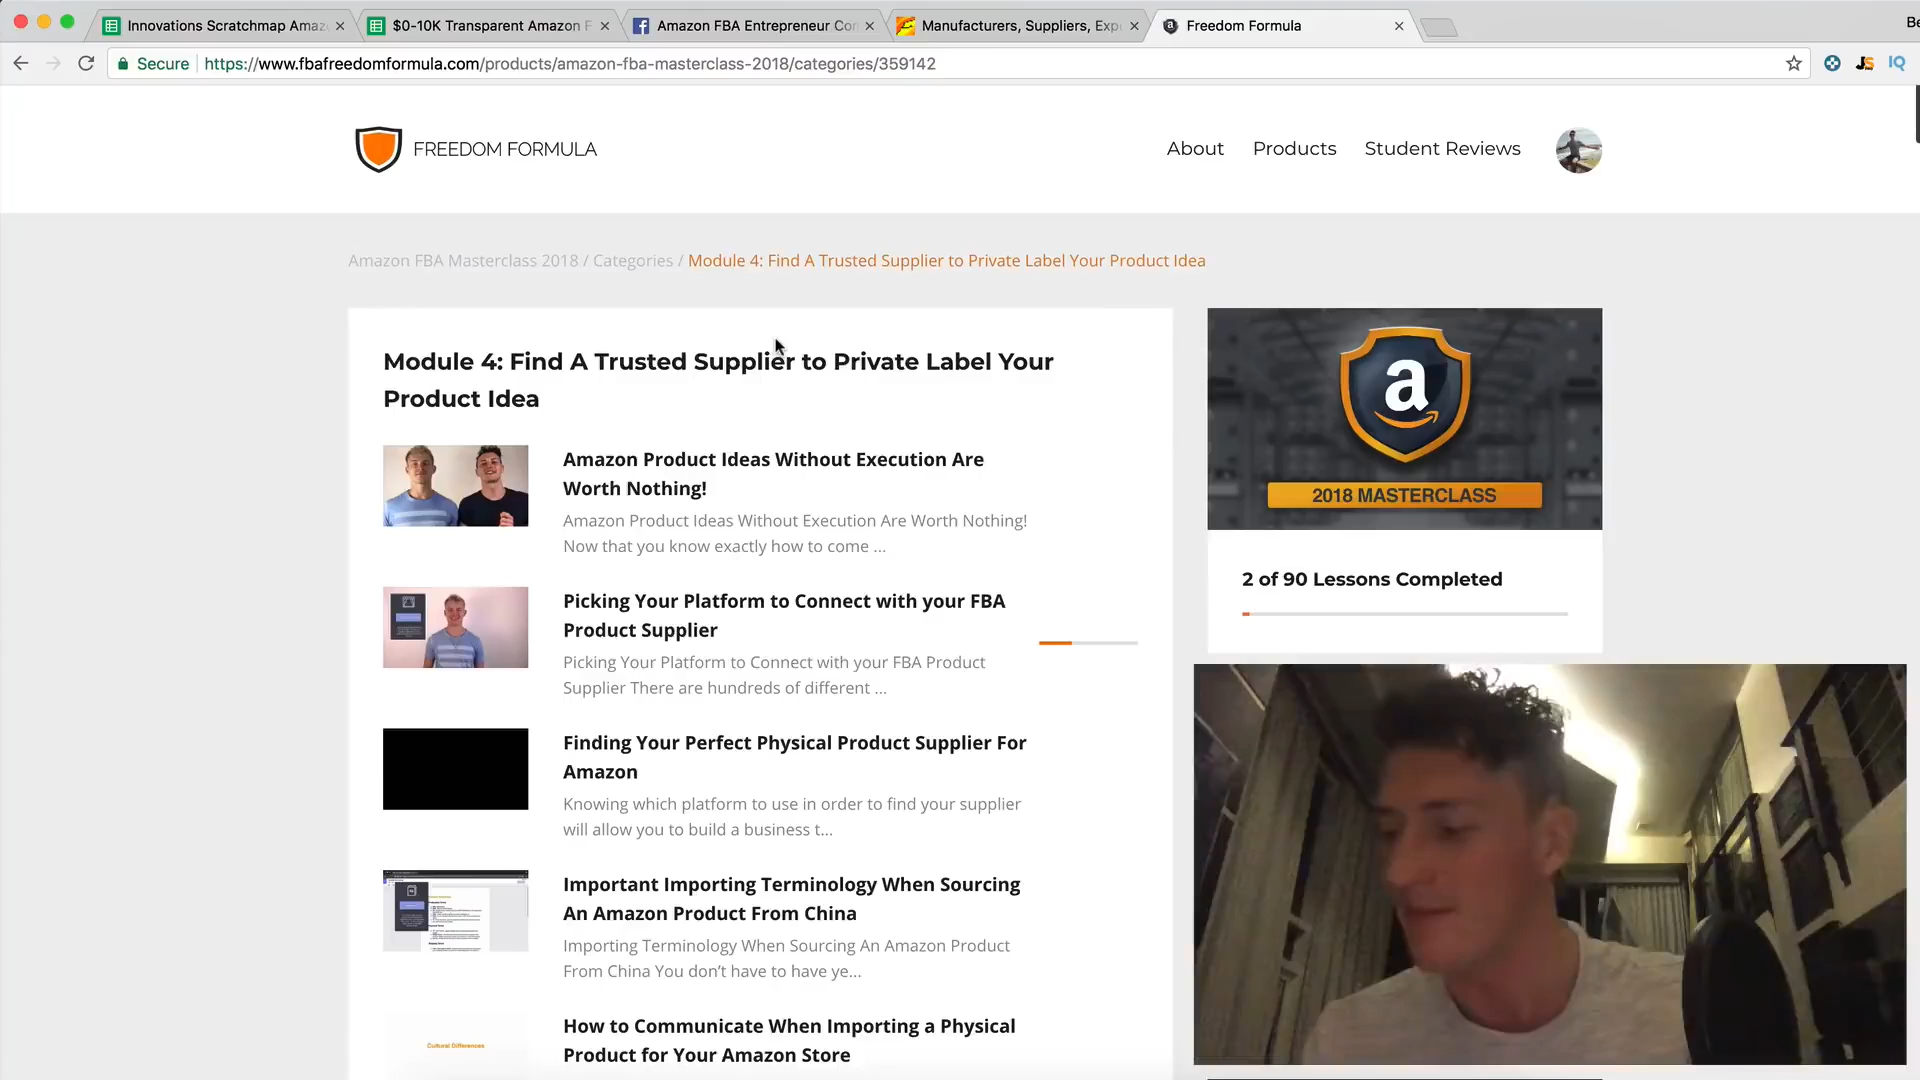 Innovations Scratchmap Amaz
$0-10K Transparent Amazon F
Amazon FBA Entrepreneur Con
Manufacturers, Suppliers, Exp
Freedom Formula
Be
Secure
https://www.fbafreedomformula.com/products/amazon-fba-masterclass-2018/categories/359142
JS
IQ
FREEDOM FORMULA
About
Products
Student Reviews
Amazon FBA Masterclass 2018 / Categories / Module 4: Find A Trusted Supplier to Private Label Your Product Idea
Module 4: Find A Trusted Supplier to Private Label Your
Product Idea
Amazon Product Ideas Without Execution Are
Worth Nothing!
Amazon Product Ideas Without Execution Are Worth Nothing!
Now that you know exactly how to come ...
Picking Your Platform to Connect with your FBA
Product Supplier
Picking Your Platform to Connect with your FBA Product
Supplier There are hundreds of different ...
Finding Your Perfect Physical Product Supplier For
Amazon
Knowing which platform to use in order to find your supplier
will allow you to build a business t...
Important Importing Terminology When Sourcing
An Amazon Product From China
Importing Terminology When Sourcing An Amazon Product
From China You don't have to have ye...
Cultural Differences
How to Communicate When Importing a Physical
Product for Your Amazon Store
a
2018 MASTERCLASS
2 of 90 Lessons Completed